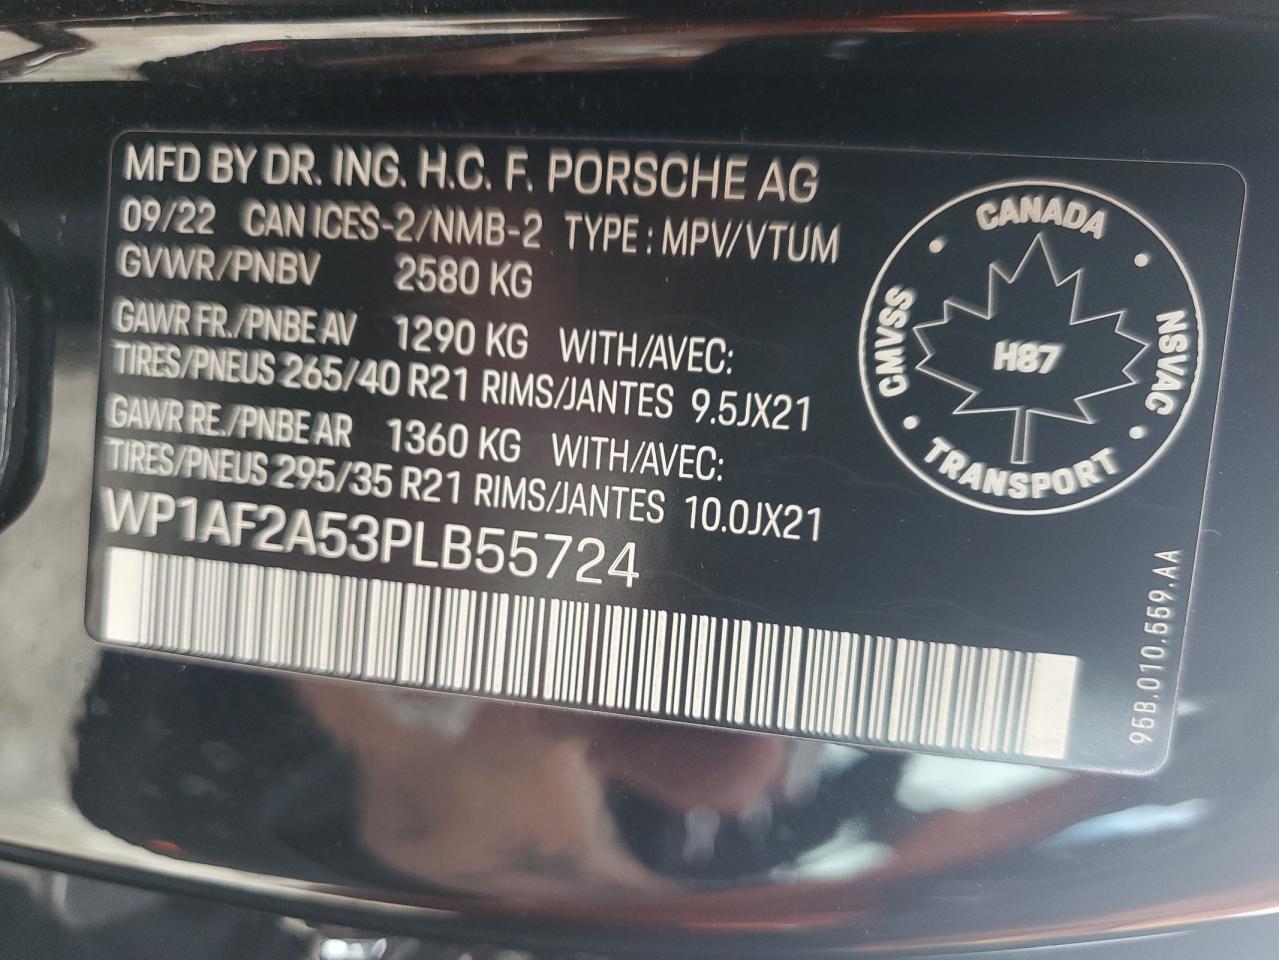 MFD BY DR. ING. H.C. F. PORSCHE AG
09/22 CAN ICES-2/NMB-2 TYPE : MPV/VTUM
GVWR/PNBV 2580 KG
GAWR FR./PNBE AV 1290 KG WITH/AVEC:
TIRES/PNEUS 265/40 R21 RIMS/JANTES 9.5JX21
GAWR RE./PNBE AR 1360 KG WITH/AVEC:
TIRES/PNEUS 295/35 R21 RIMS/JANTES 10.0JX21
WP1AF2A53PLB55724
CANADA
CMVSS
H87
NSVAC
TRANSPORT
95B.010.559.AA